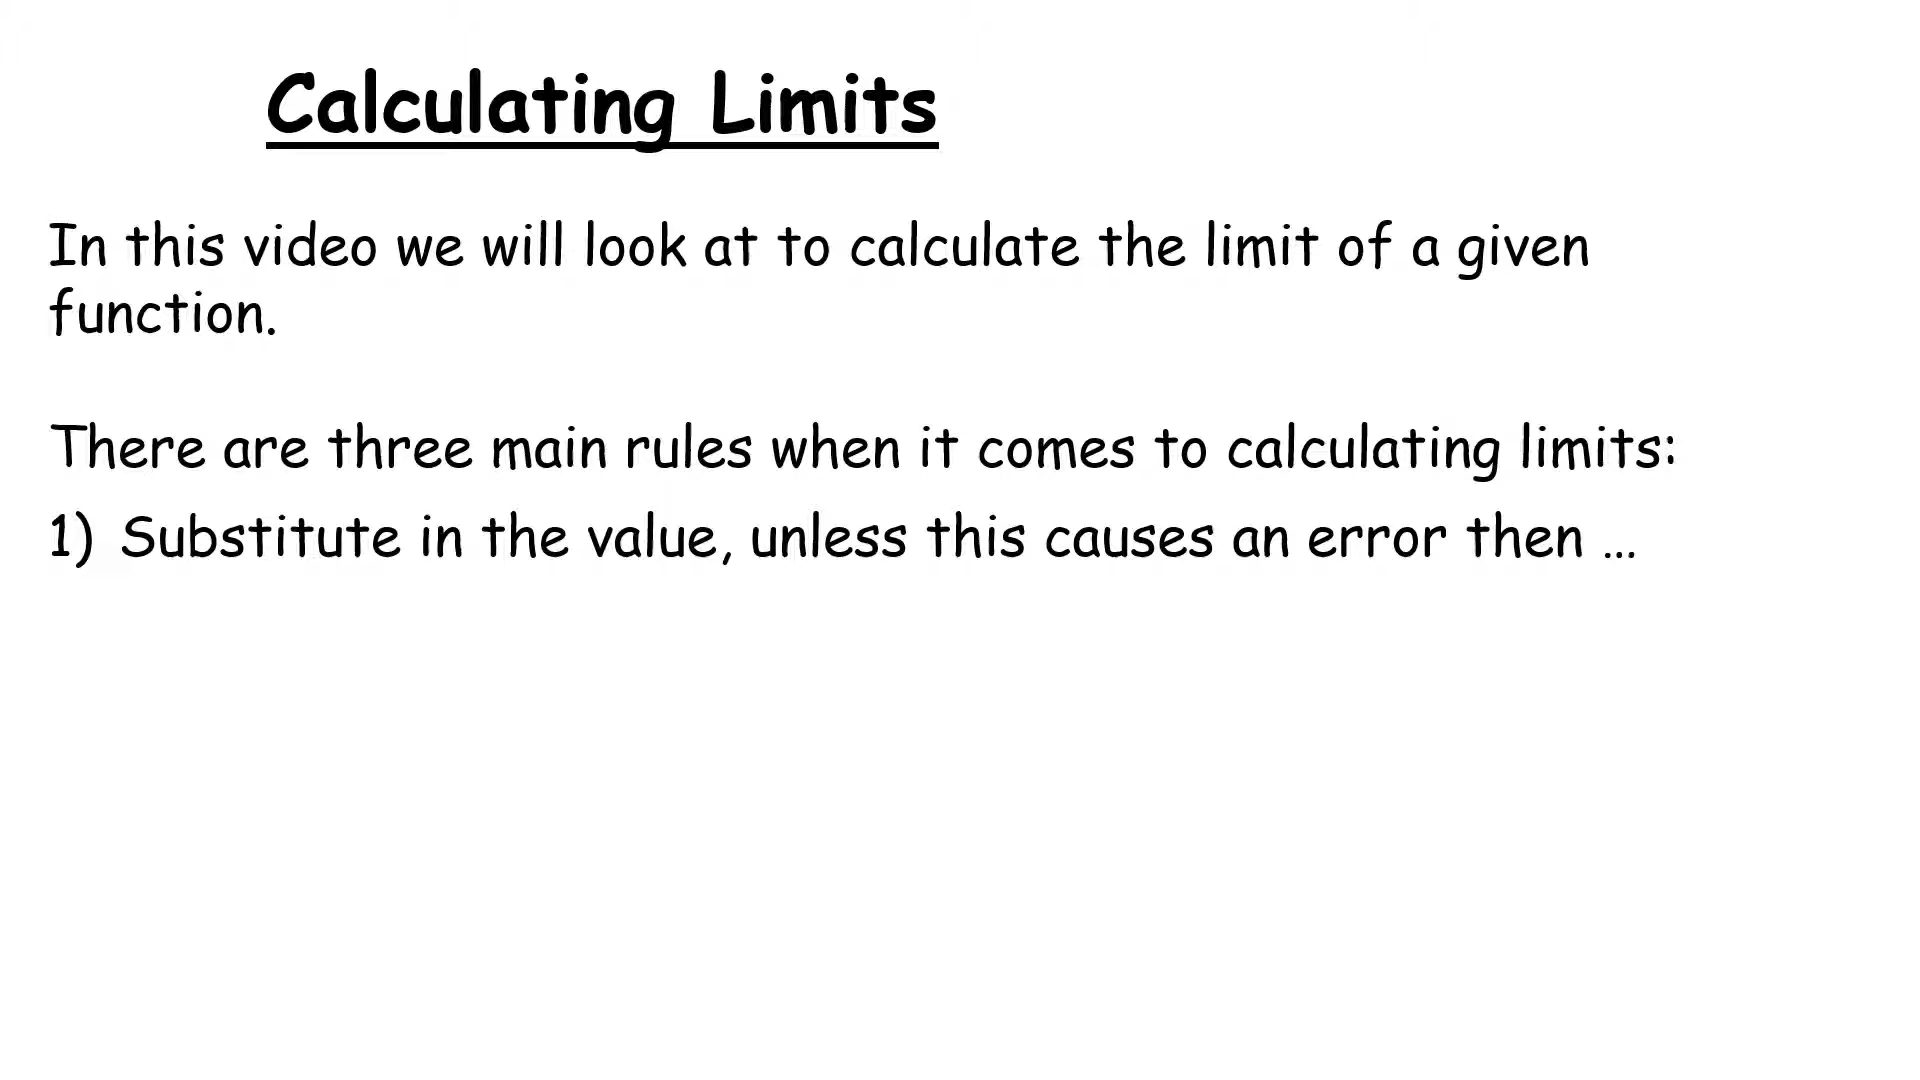 Calculating Limits
In this video we will look at to calculate the limit of a given
function.
There are three main rules when it comes to calculating limits:
1) Substitute in the value, unless this causes an error then ...